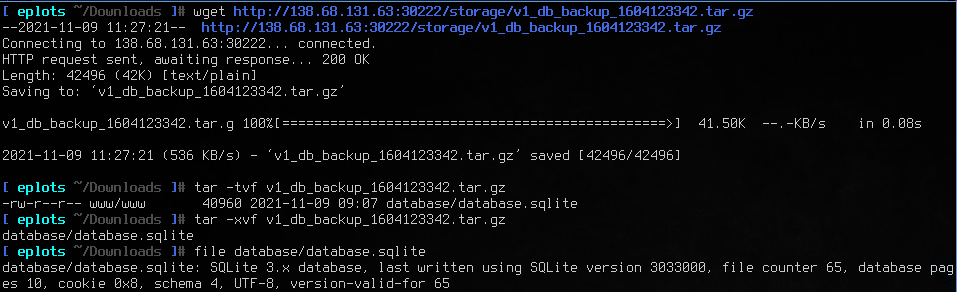 [ eplots ~/Downloads ]# wget http://138.68.131.63:30222/storage/v1_db_backup_1604123342.tar.gz
--2021-11-09 11:27:21--  http://138.68.131.63:30222/storage/v1_db_backup_1604123342.tar.gz
Connecting to 138.68.131.63:30222... connected.
HTTP request sent, awaiting response... 200 OK
Length: 42496 (42K) [text/plain]
Saving to: ‘v1_db_backup_1604123342.tar.gz’
v1_db_backup_1604123342.tar.g 100%[================================================>]  41.50K  --.-KB/s    in 0.08s
2021-11-09 11:27:21 (536 KB/s) - ‘v1_db_backup_1604123342.tar.gz’ saved [42496/42496]
[ eplots ~/Downloads ]# tar -tvf v1_db_backup_1604123342.tar.gz
-rw-r--r-- www/www       40960 2021-11-09 09:07 database/database.sqlite
[ eplots ~/Downloads ]# tar -xvf v1_db_backup_1604123342.tar.gz
database/database.sqlite
[ eplots ~/Downloads ]# file database/database.sqlite
database/database.sqlite: SQLite 3.x database, last written using SQLite version 3033000, file counter 65, database pag
es 10, cookie 0x8, schema 4, UTF-8, version-valid-for 65